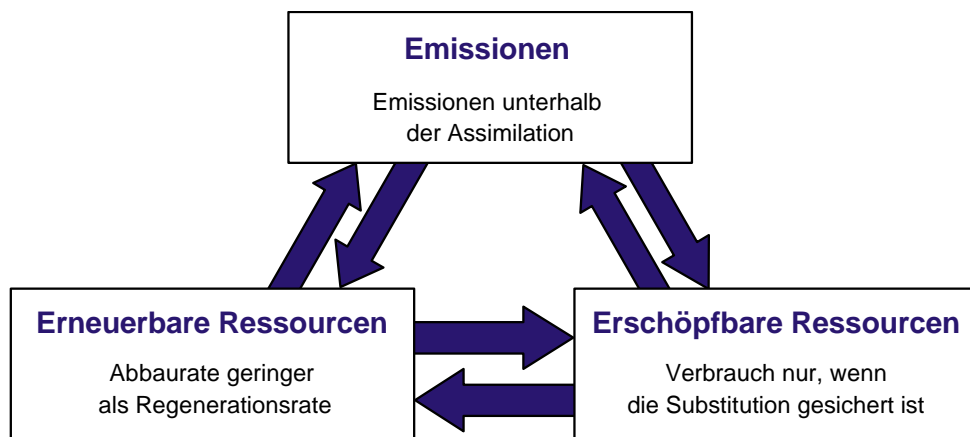 Emissionen
Emissionen unterhalb
der Assimilation
Erneuerbare Ressourcen
Abbaurate geringer
als Regenerationsrate
Erschöpfbare Ressourcen
Verbrauch nur, wenn
die Substitution gesichert ist